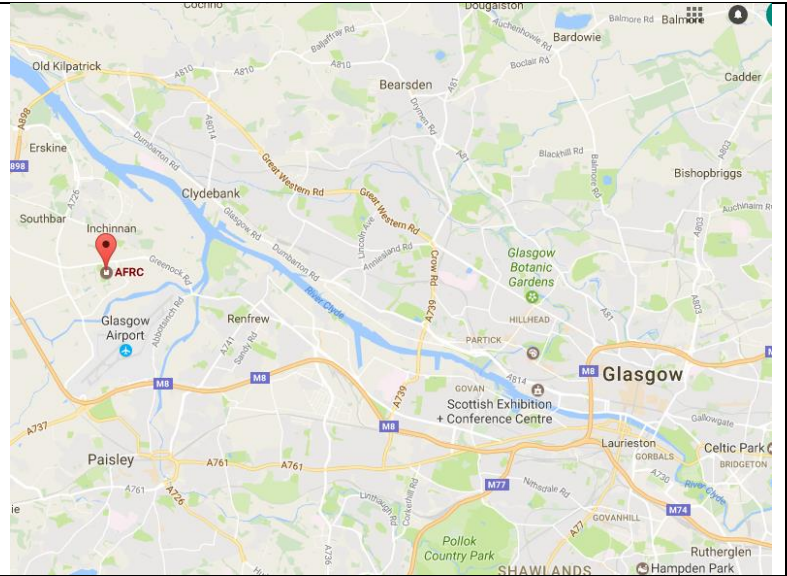 Dougalston
Balmore Rd
Balmore
Auchenhowie Rd
Bardowie
Baljaffray Rd
Old Kilpatrick
A810
A810
A810
Boclair Rd
Bearsden
A81
Cadder
A898
Drymen Rd
A8014
Dumbarton Rd
Erskine
898
A726
Great Western Rd
A81
Blackhill Rd
Balmore Rd
A803
Bishopbriggs
Clydebank
Great Western Rd
Southbar
Inchinnan
Glasgow Rd
Lincoln Ave
Anniesland Rd
Crow Rd
A803
AFRC
Greenock Rd
Dumbarton Rd
Glasgow
Botanic
Gardens
River Clyde
A739
A803
A81
Glasgow
Airport
Abbotsinch Rd
Renfrew
A741
Sandy Rd
HILLHEAD
PARTICK
M8
M8
A739
A814
M8
Glasgow
GOVAN
Scottish Exhibition
+ Conference Centre
A737
M8
Gallowgate
Laurieston
GORBALS
Celtic Park
BRIDGETON
Paisley
A761
A761
A761
A726
M77
Nithsdale Rd
A730
River Clyde
M74
Linthaugh Rd
Corkerhill Rd
A77
GOVANHILL
A736
Pollok
Country Park
SHAWLANDS
Rutherglen
Hampden Park